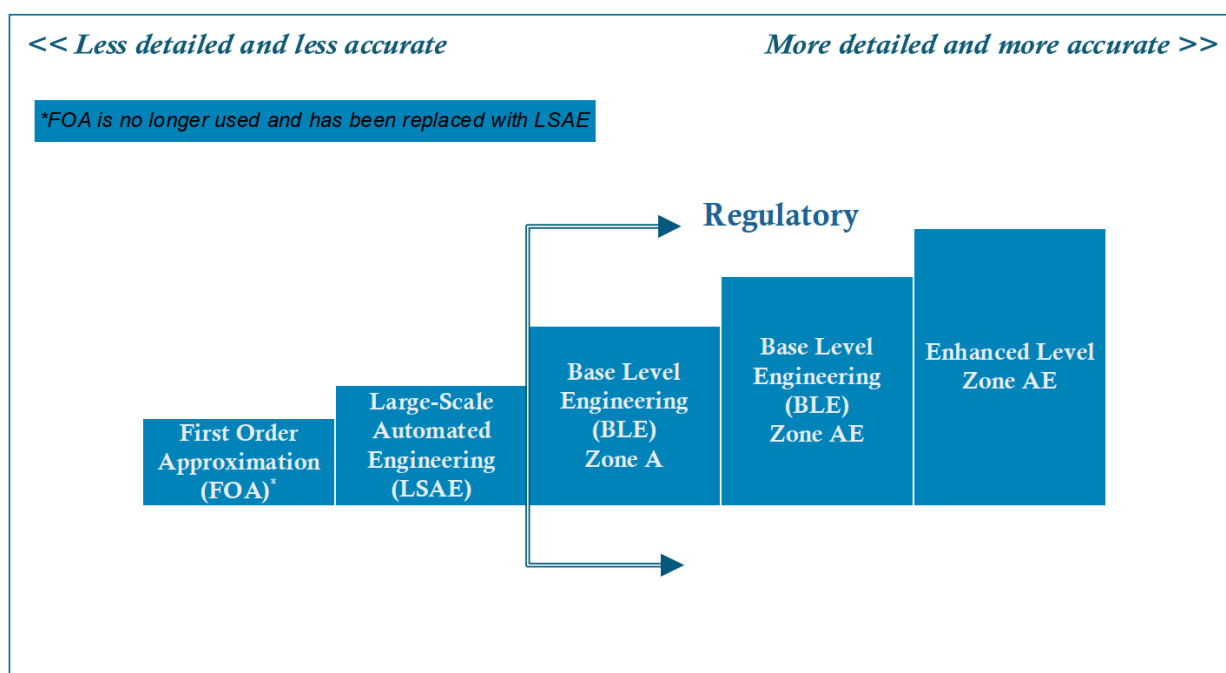 << Less detailed and less accurate
More detailed and more accurate >>
*FOA is no longer used and has been replaced with LSAE
Regulatory
First Order
Approximation
(FOA)*
Large-Scale
Automated
Engineering
(LSAE)
Base Level
Engineering
(BLE)
Zone A
Base Level
Engineering
(BLE)
Zone AE
Enhanced Level
Zone AE